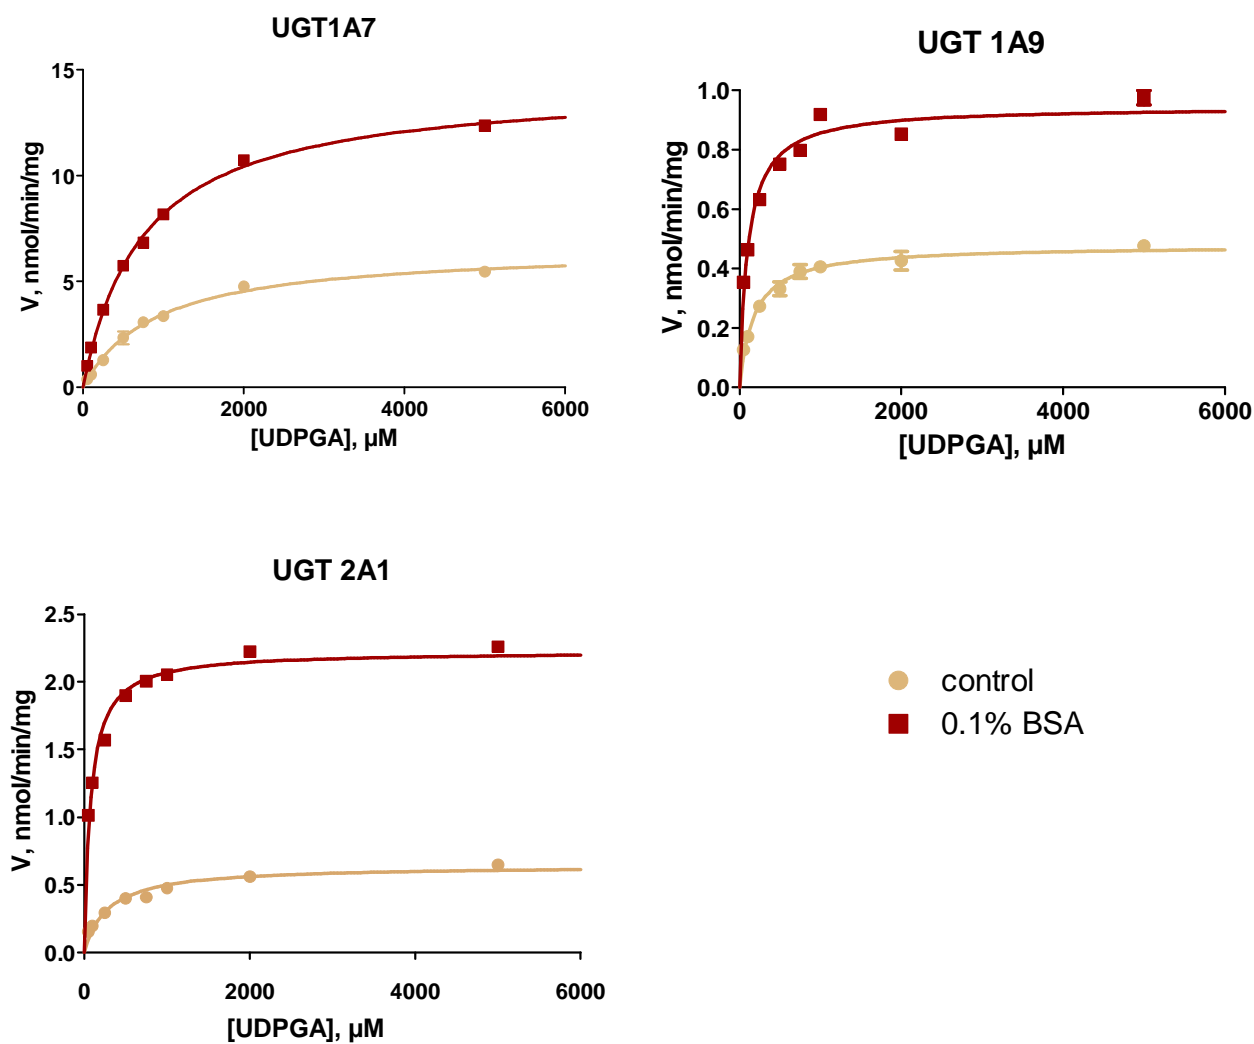 UGT1A7
15
10
5
0
V, nmol/min/mg
0 2000 4000 6000
[UDPGA], µM
UGT 1A9
1.0
0.8
0.6
0.4
0.2
0.0
V, nmol/min/mg
0 2000 4000 6000
[UDPGA], µM
UGT 2A1
2.5
2.0
1.5
1.0
0.5
0.0
V, nmol/min/mg
0 2000 4000 6000
[UDPGA], µM
control
0.1% BSA